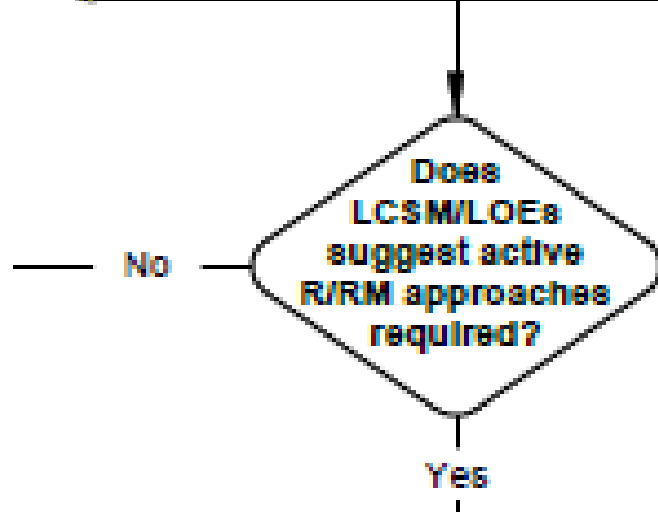 Does
LCSM/LOEs
suggest active
R/RM approaches
required?
No
Yes